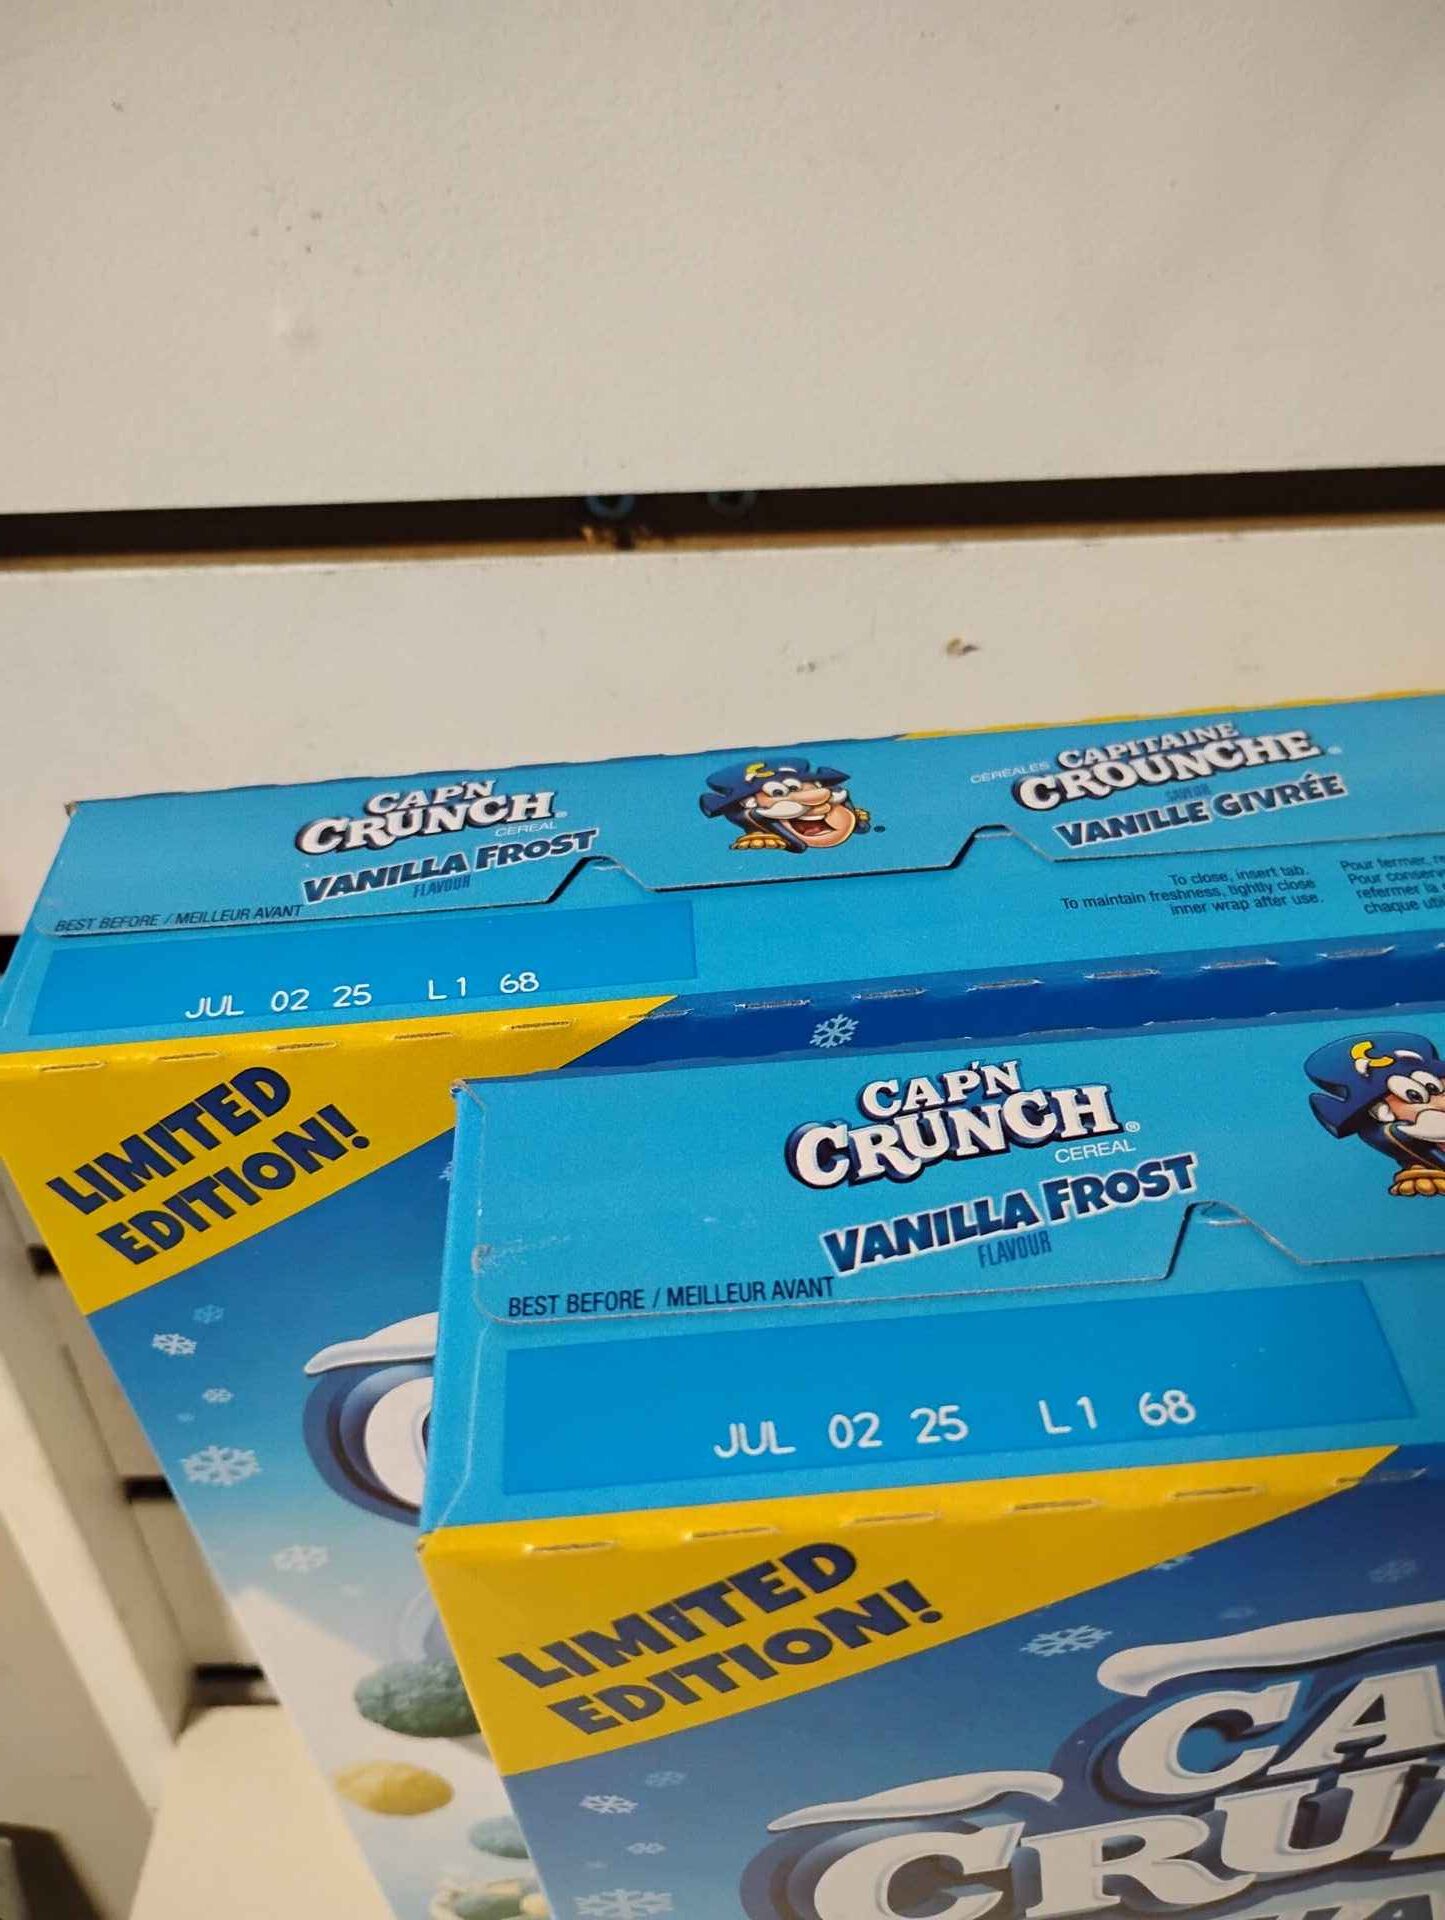 CAP'N
CRUNCH®
CEREAL
VANILLA FROST
FLAVOUR
BEST BEFORE / MEILLEUR AVANT
JUL 02 25 L1 68
CÉRÉALES CAPITAINE
CROUNCHE
SAVEUR
VANILLE GIVRÉE
To close, insert tab.
To maintain freshness, tightly close
inner wrap after use.
Pour fermer,
Pour
refermer la
chaque
LIMITED
EDITION!
CAP'N
CRUNCH®
CEREAL
VANILLA FROST
FLAVOUR
BEST BEFORE / MEILLEUR AVANT
JUL 02 25 L1 68
LIMITED
EDITION!
CA
CRU